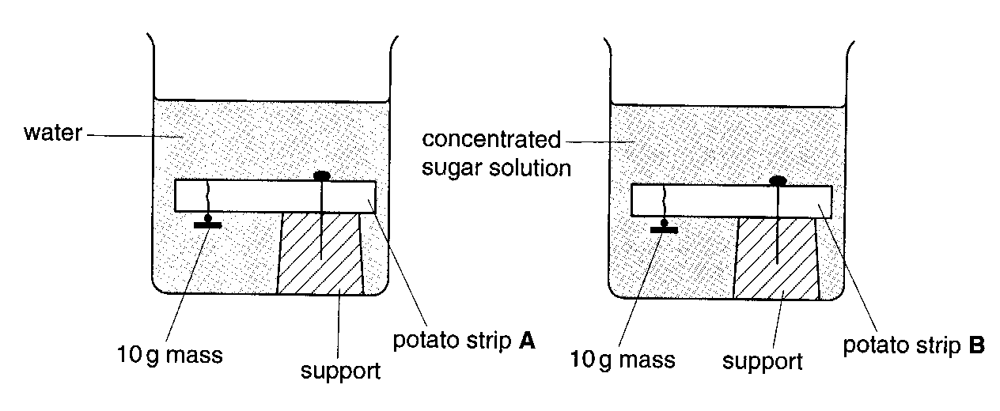 water
10 g mass
support
potato strip A
concentrated
sugar solution
10 g mass
support
potato strip B